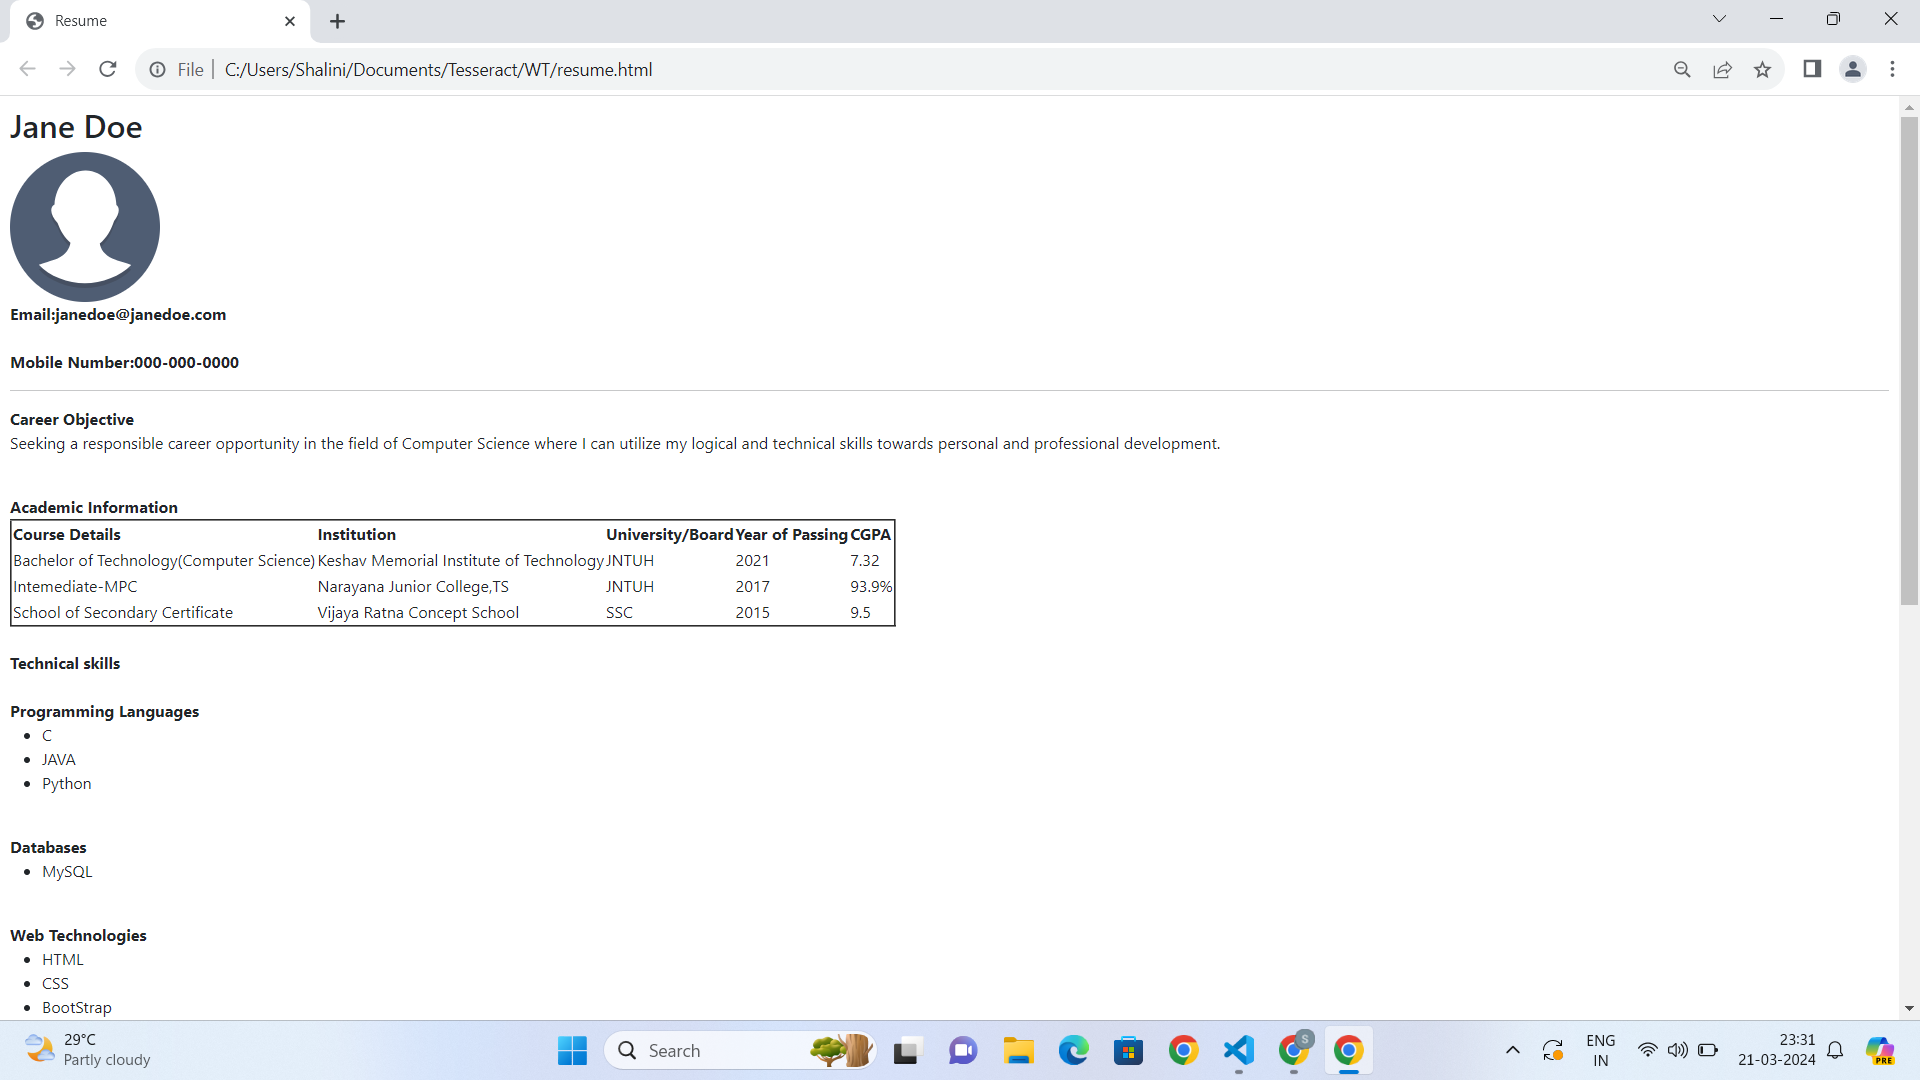 Resume
File
C:/Users/Shalini/Documents/Tesseract/WT/resume.html
Jane Doe
Email:janedoe@janedoe.com
Mobile Number:000-000-0000
Career Objective
Seeking a responsible career opportunity in the field of Computer Science where I can utilize my logical and technical skills towards personal and professional development.
Academic Information
Course Details Institution University/Board Year of Passing CGPA
Bachelor of Technology(Computer Science) Keshav Memorial Institute of Technology JNTUH 2021 7.32
Intemediate-MPC Narayana Junior College,TS JNTUH 2017 93.9%
School of Secondary Certificate Vijaya Ratna Concept School SSC 2015 9.5
Technical skills
Programming Languages
C
JAVA
Python
Databases
MySQL
Web Technologies
HTML
CSS
BootStrap
29°C
Partly cloudy
Search
S
ENG
IN
23:31
21-03-2024
PRE